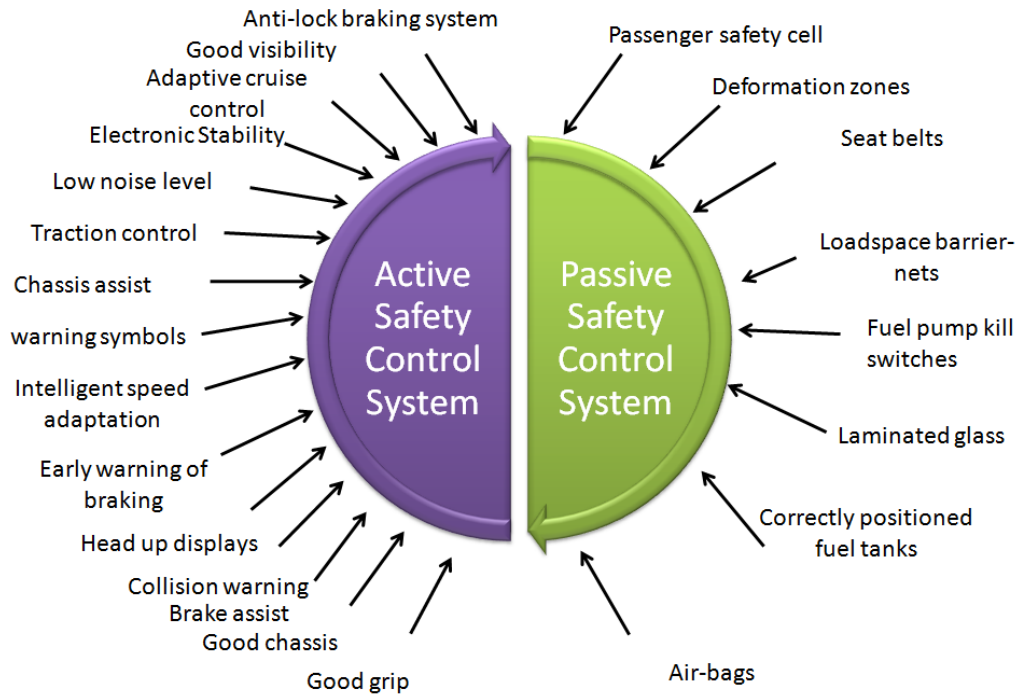 Anti-lock braking system
Good visibility
Adaptive cruise
control
Electronic Stability
Low noise level
Traction control
Chassis assist
warning symbols
Intelligent speed
adaptation
Early warning of
braking
Head up displays
Collision warning
Brake assist
Good chassis
Good grip
Active
Safety
Control
System
Passive
Safety
Control
System
Passenger safety cell
Deformation zones
Seat belts
Loadspace barrier-
nets
Fuel pump kill
switches
Laminated glass
Correctly positioned
fuel tanks
Air-bags